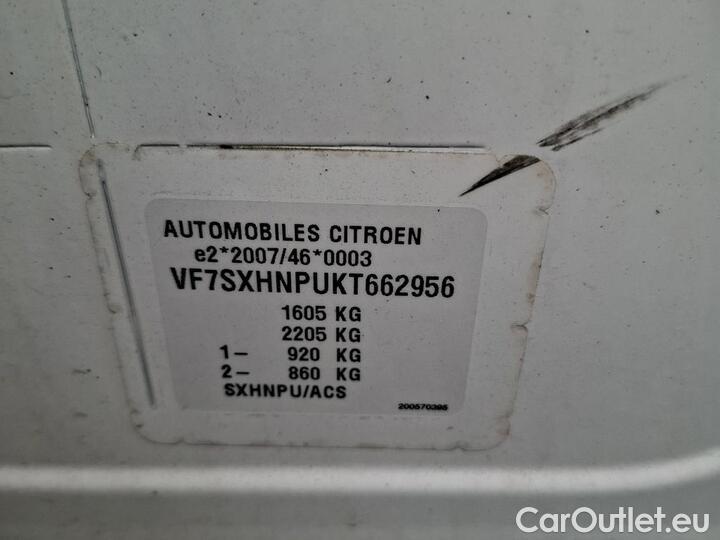 AUTOMOBILES CITROEN
e2*2007/46*0003
VF7SXHNPUKT662956
1605 KG
2205 KG
1- 920 KG
2- 860 KG
SXHNPU/ACS
200570395
CarOutlet.eu